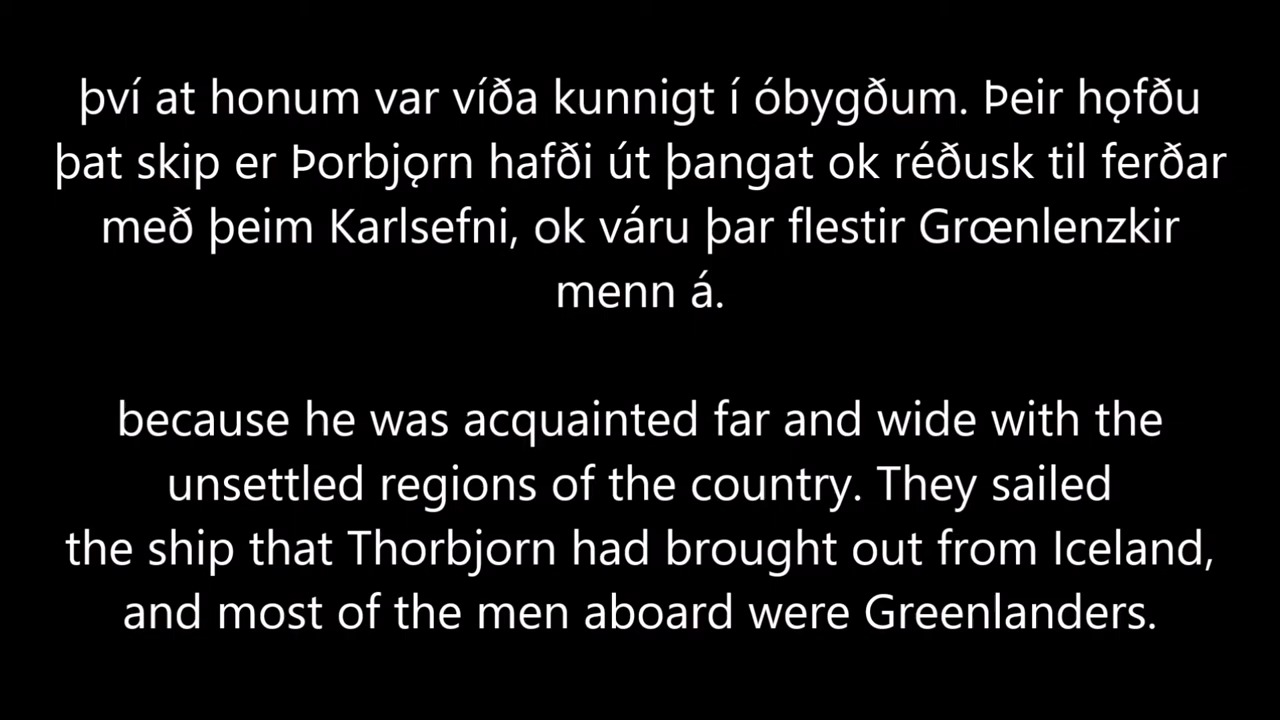 því at honum var víða kunnigt í óbygðum. Þeir hǫfðu
þat skip er Þorbjǫrn hafði út þangat ok réðusk til ferðar
með þeim Karlsefni, ok váru þar flestir Grœnlenzkir
menn á.
because he was acquainted far and wide with the
unsettled regions of the country. They sailed
the ship that Thorbjorn had brought out from Iceland,
and most of the men aboard were Greenlanders.